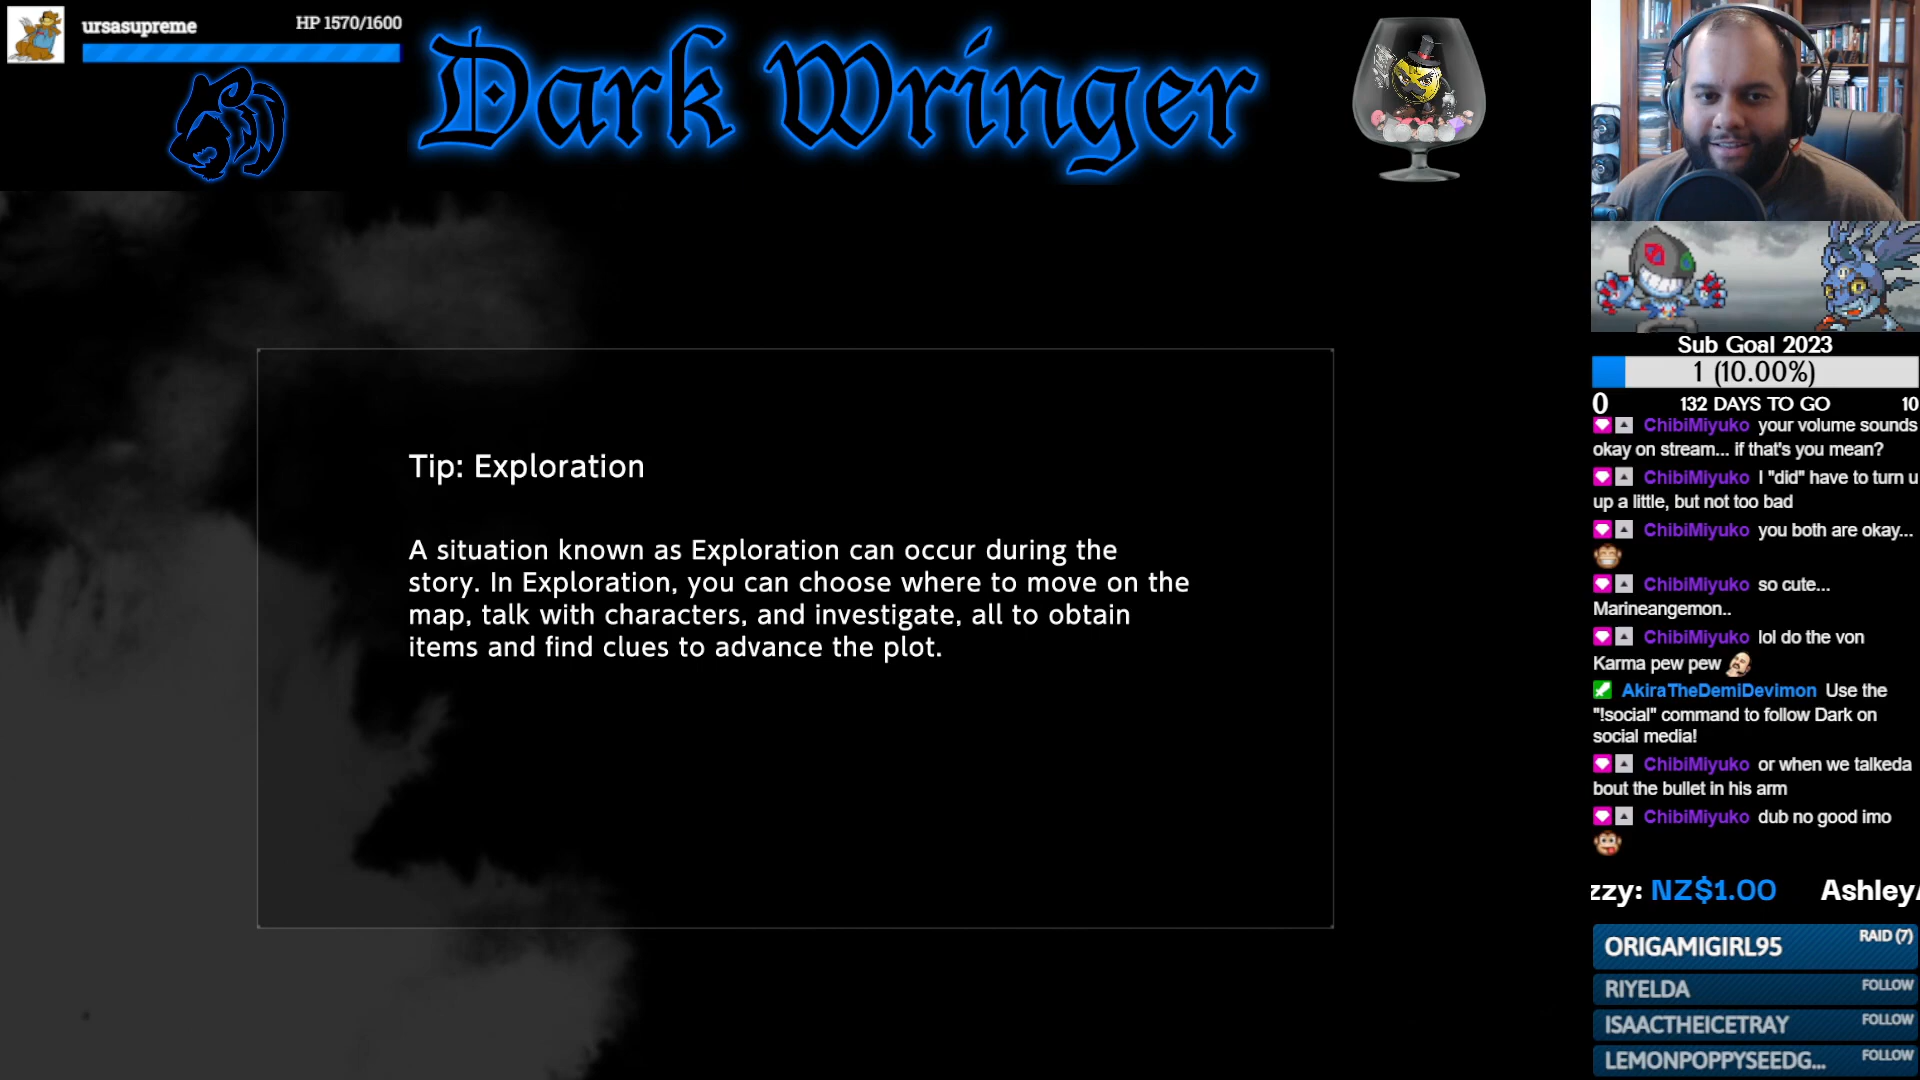 ursasupreme
HP 1570/1600
Dark Wringer
Tip: Exploration
A situation known as Exploration can occur during the
story. In Exploration, you can choose where to move on the
map, talk with characters, and investigate, all to obtain
items and find clues to advance the plot.
Sub Goal 2023
1 (10.00%)
0
132 DAYS TO GO
10
ChibiMiyuko your volume sounds
okay on stream... if that's you mean?
ChibiMiyuko I "did" have to turn u
up a little, but not too bad
ChibiMiyuko you both are okay...
ChibiMiyuko so cute...
Marineangemon..
ChibiMiyuko lol do the von
Karma pew pew
AkiraTheDemiDevimon Use the
"!social" command to follow Dark on
social media!
ChibiMiyuko or when we talkeda
bout the bullet in his arm
ChibiMiyuko dub no good imo
zzy: NZ$1.00 Ashley
ORIGAMIGIRL95 RAID (7)
RIYELDA FOLLOW
ISAACTHEICETRAY FOLLOW
LEMONPOPPYSEEDG... FOLLOW